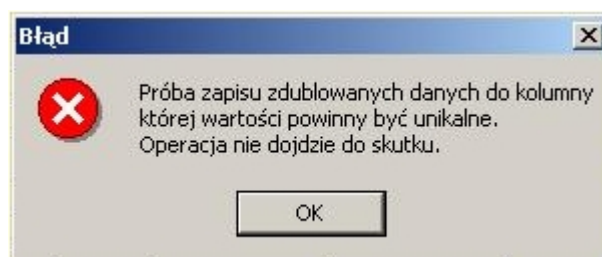 Błąd
Próba zapisu zdublowanych danych do kolumny
której wartości powinny być unikalne.
Operacja nie dojdzie do skutku.
OK